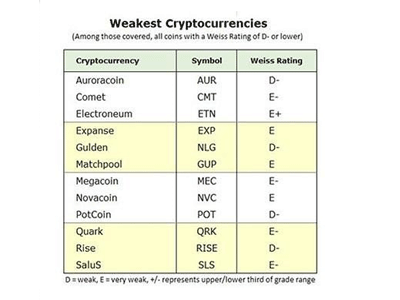 Weakest Cryptocurrencies
(Among those covered, all coins with a Weiss Rating of D- or lower)
Cryptocurrency Symbol Weiss Rating
Auroracoin AUR D-
Comet CMT E-
Electroneum ETN E+
Expanse EXP E
Gulden NLG D-
Matchpool GUP E
Megacoin MEC E-
Novacoin NVC E
PotCoin POT D-
Quark QRK E-
Rise RISE D-
SaluS SLS E-
D = weak, E = very weak, +/- represents upper/lower third of grade range